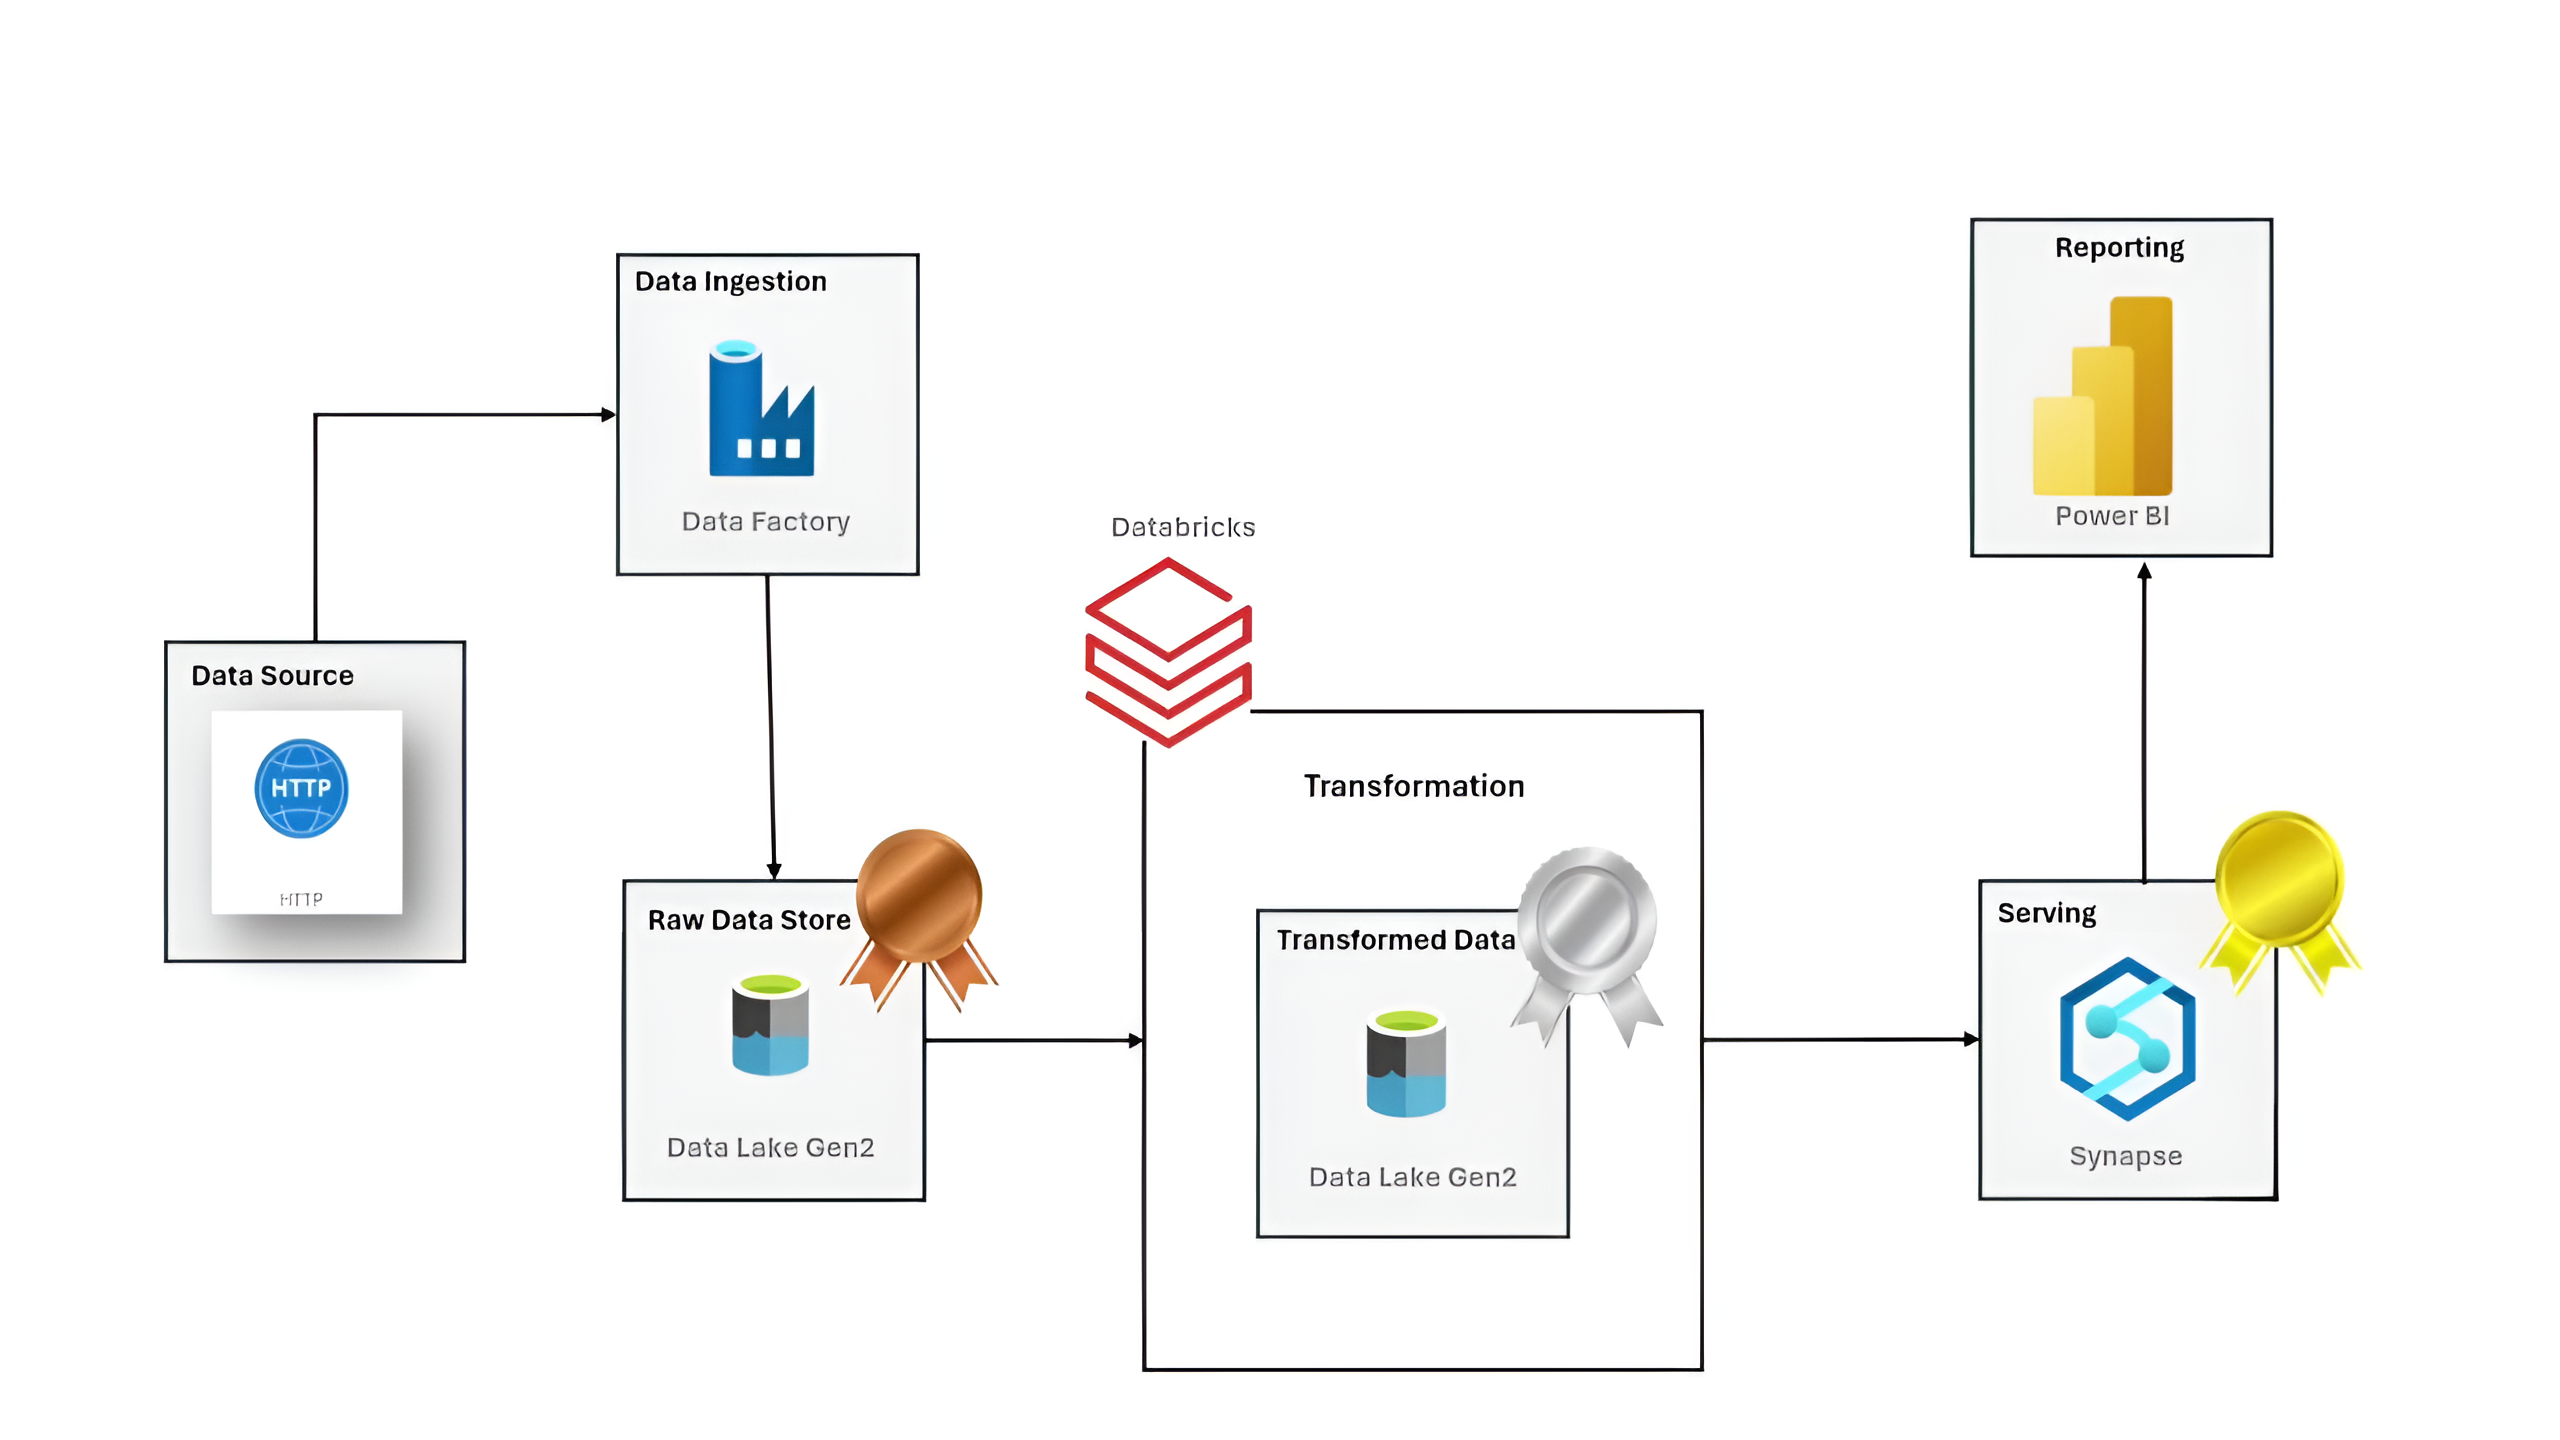 Data Source
HTTP
HTTP
Data Ingestion
Data Factory
Raw Data Store
Data Lake Gen2
Databricks
Transformation
Transformed Data
Data Lake Gen2
Serving
Synapse
Reporting
Power BI